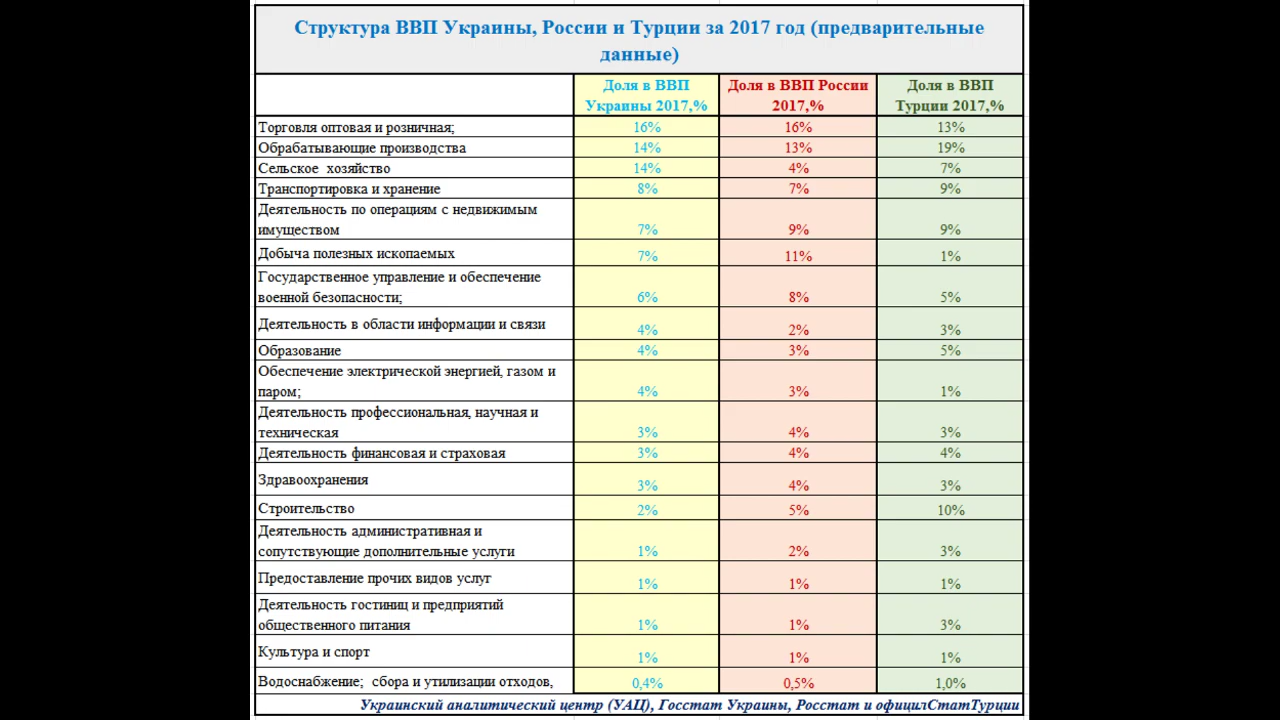 Структура ВВП Украины, России и Турции за 2017 год (предварительные
данные)
Доля в ВВП Украины 2017,% Доля в ВВП России 2017,% Доля в ВВП Турции 2017,%
Торговля оптовая и розничная; 16% 16% 13%
Обрабатывающие производства 14% 13% 19%
Сельское хозяйство 14% 4% 7%
Транспортировка и хранение 8% 7% 9%
Деятельность по операциям с недвижимым
имуществом 7% 9% 9%
Добыча полезных ископаемых 7% 11% 1%
Государственное управление и обеспечение
военной безопасности; 6% 8% 5%
Деятельность в области информации и связи 4% 2% 3%
Образование 4% 3% 5%
Обеспечение электрической энергией, газом и
паром; 4% 3% 1%
Деятельность профессиональная, научная и
техническая 3% 4% 3%
Деятельность финансовая и страховая 3% 4% 4%
Здравоохранения 3% 4% 3%
Строительство 2% 5% 10%
Деятельность административная и
сопутствующие дополнительные услуги 1% 2% 3%
Предоставление прочих видов услуг 1% 1% 1%
Деятельность гостиниц и предприятий
общественного питания 1% 1% 3%
Культура и спорт 1% 1% 1%
Водоснабжение; сбора и утилизации отходов, 0,4% 0,5% 1,0%
Украинский аналитический центр (УАЦ), Госстат Украины, Росстат и официлСтатТурции